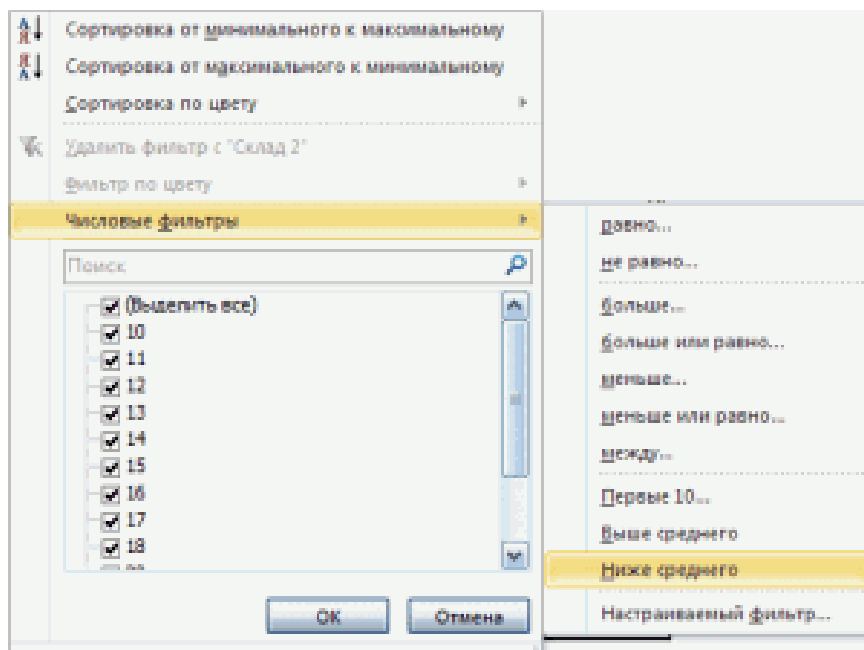 Сортировка от минимального к максимальному
Сортировка от максимального к минимальному
Сортировка по цвету
Удалить фильтр с "Склад 2"
Фильтр по цвету
Числовые фильтры
Поиск
(Выделить все)
10
11
12
13
14
15
16
17
18
ОК
Отмена
равно...
не равно...
больше...
больше или равно...
меньше...
меньше или равно...
между...
Первые 10...
Выше среднего
Ниже среднего
Настраиваемый фильтр...